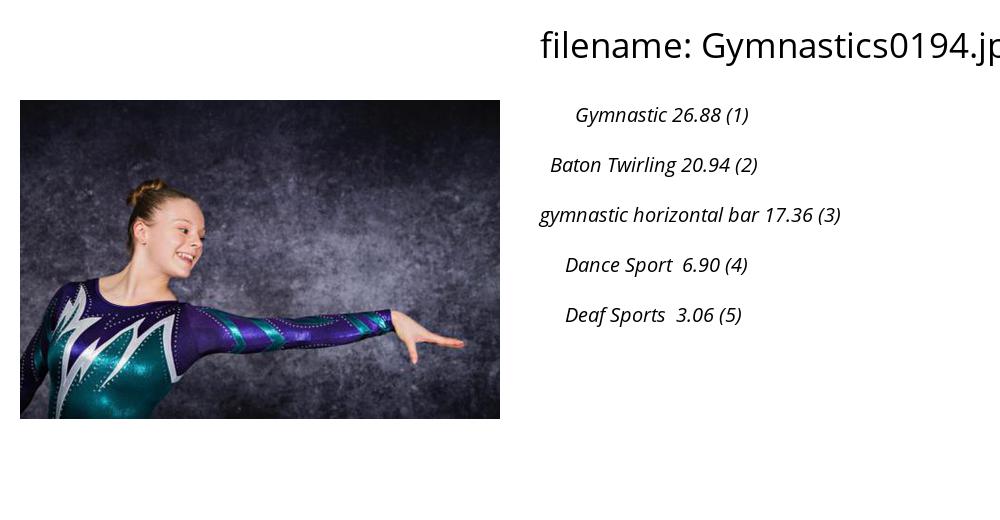 filename: Gymnastics0194.jp
Gymnastic 26.88 (1)
Baton Twirling 20.94 (2)
gymnastic horizontal bar 17.36 (3)
Dance Sport 6.90 (4)
Deaf Sports 3.06 (5)